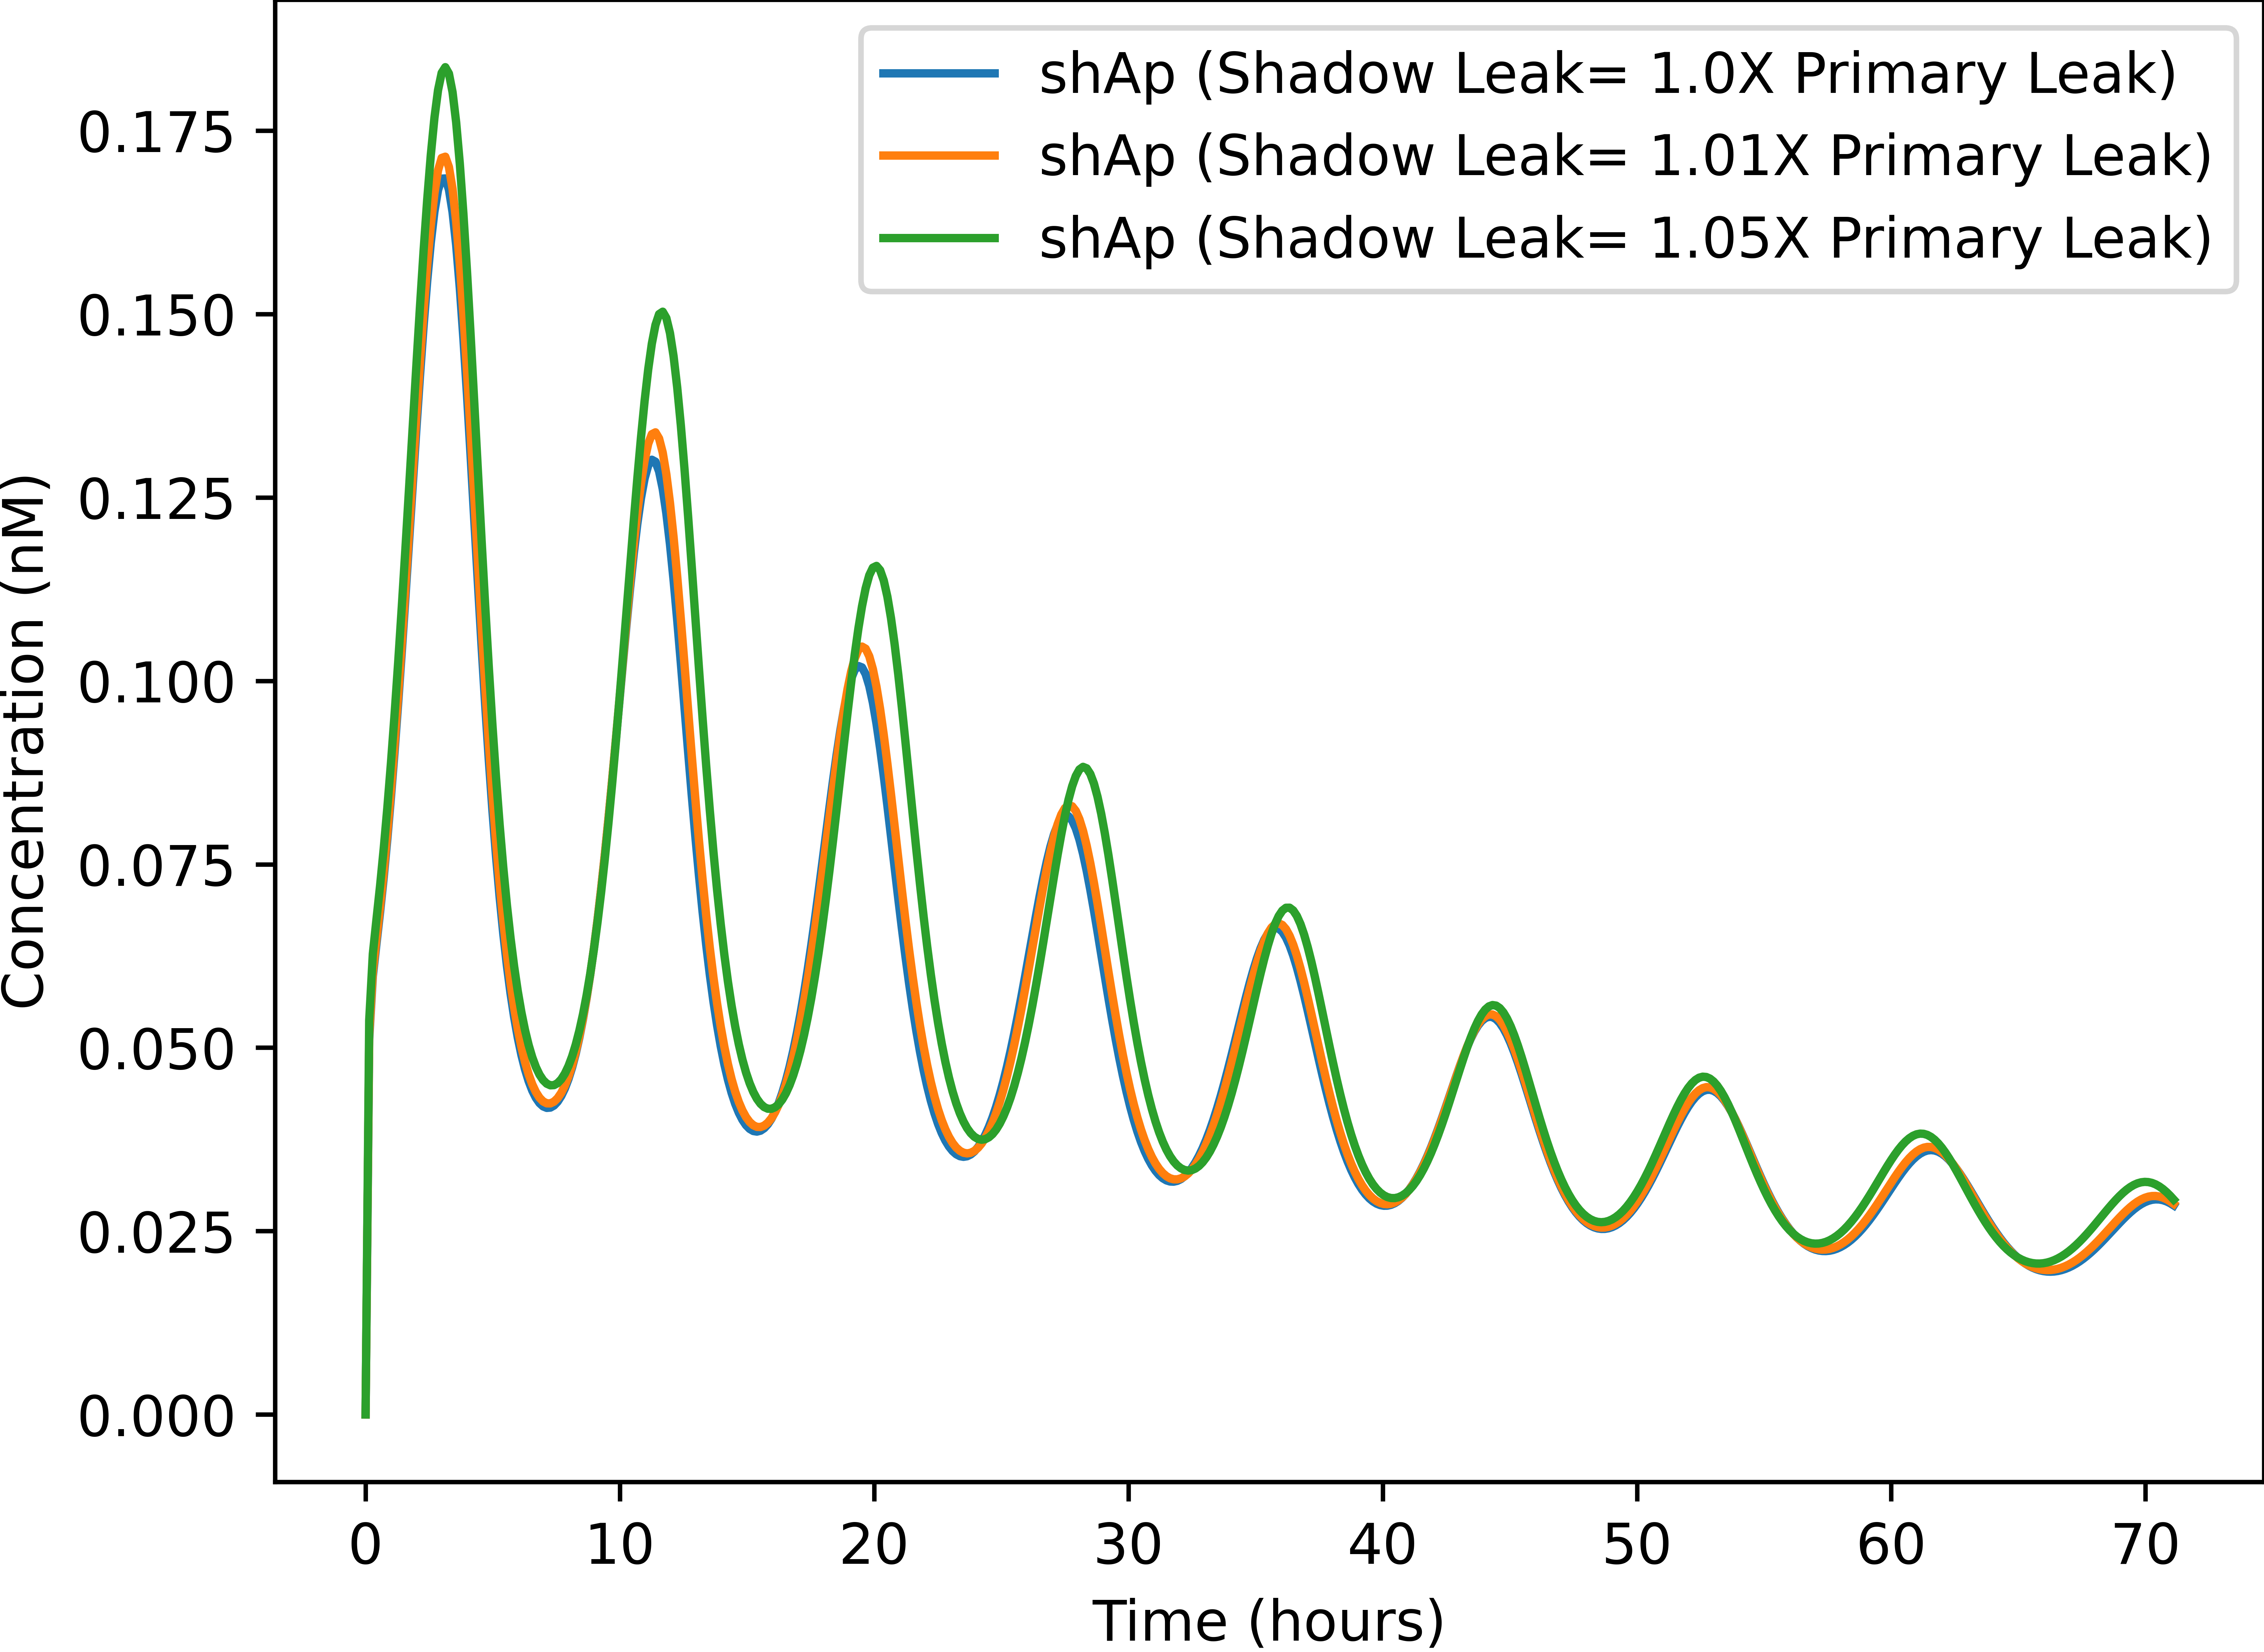 shAp (Shadow Leak= 1.0X Primary Leak)
shAp (Shadow Leak= 1.01X Primary Leak)
shAp (Shadow Leak= 1.05X Primary Leak)
Concentration (nM)
0.175
0.150
0.125
0.100
0.075
0.050
0.025
0.000
0 10 20 30 40 50 60 70
Time (hours)